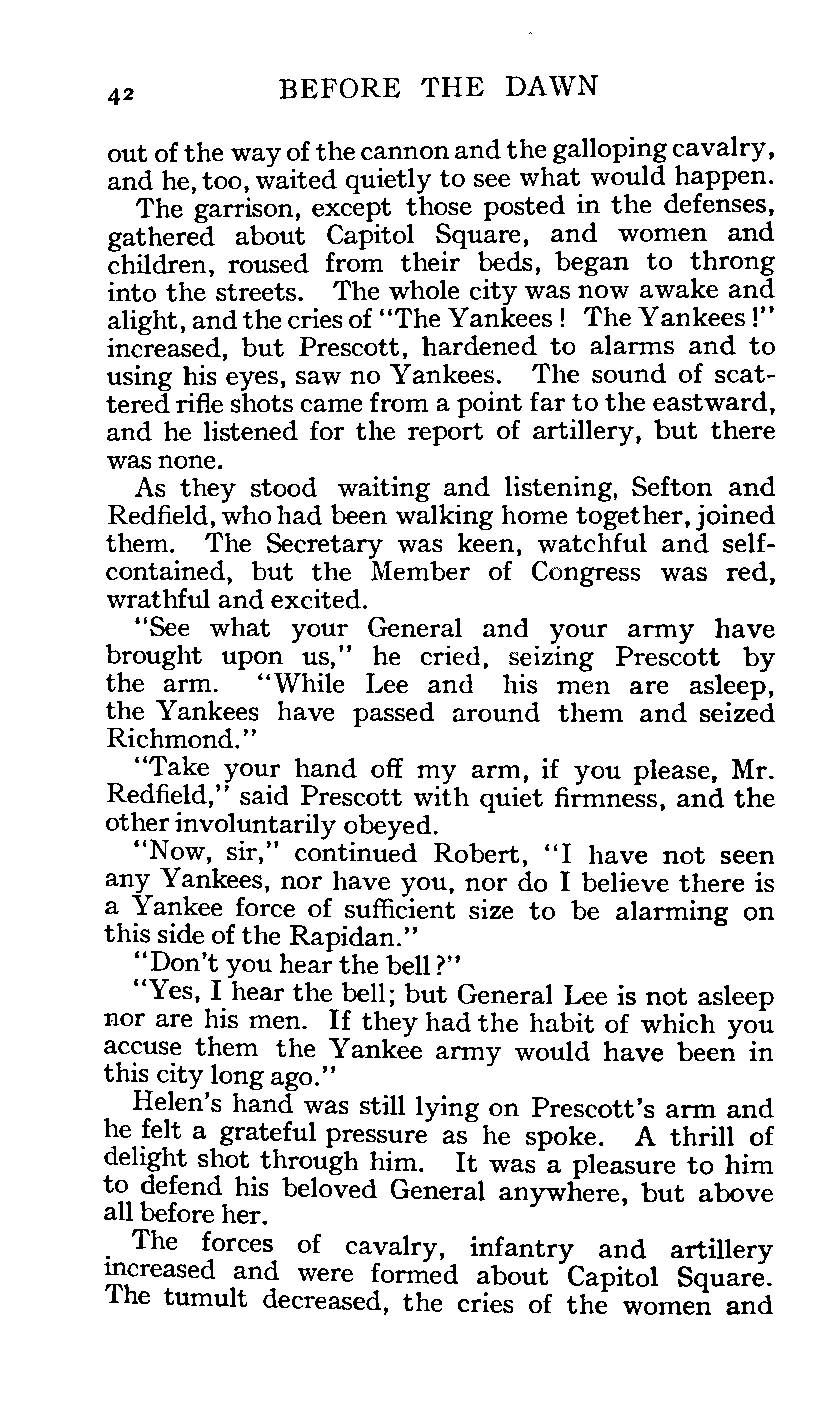 42 BEFORE THE DAWN
out of the way of the cannon and the galloping cavalry,
and he, too, waited quietly to see what would happen.
The garrison, except those posted in the defenses,
gathered about Capitol Square, and women and
children, roused from their beds, began to throng
into the streets. The whole city was now awake and
alight, and the cries of "The Yankees! The Yankees!"
increased, but Prescott, hardened to alarms and to
using his eyes, saw no Yankees. The sound of scat-
tered rifle shots came from a point far to the eastward,
and he listened for the report of artillery, but there
was none.
As they stood waiting and listening, Sefton and
Redfield, who had been walking home together, joined
them. The Secretary was keen, watchful and self-
contained, but the Member of Congress was red,
wrathful and excited.
"See what your General and your army have
brought upon us," he cried, seizing Prescott by
the arm. "While Lee and his men are asleep,
the Yankees have passed around them and seized
Richmond."
"Take your hand off my arm, if you please, Mr.
Redfield," said Prescott with quiet firmness, and the
other involuntarily obeyed.
"Now, sir," continued Robert, "I have not seen
any Yankees, nor have you, nor do I believe there is
a Yankee force of sufficient size to be alarming on
this side of the Rapidan."
"Don't you hear the bell?"
"Yes, I hear the bell; but General Lee is not asleep
nor are his men. If they had the habit of which you
accuse them the Yankee army would have been in
this city long ago."
Helen's hand was still lying on Prescott's arm and
he felt a grateful pressure as he spoke. A thrill of
delight shot through him. It was a pleasure to him
to defend his beloved General anywhere, but above
all before her.
The forces of cavalry, infantry and artillery
increased and were formed about Capitol Square.
The tumult decreased, the cries of the women and